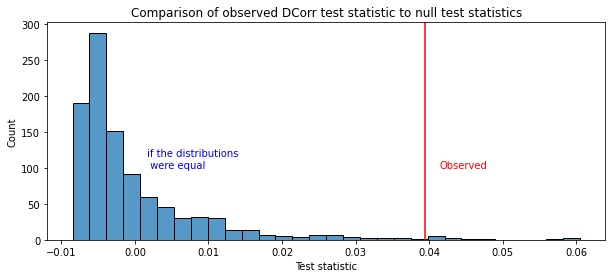 Comparison of observed DCorr test statistic to null test statistics
300
250
200
150
100
50
0
Count
if the distributions
were equal
Observed
−0.01
0.00
0.01
0.02
0.03
0.04
0.05
0.06
Test statistic